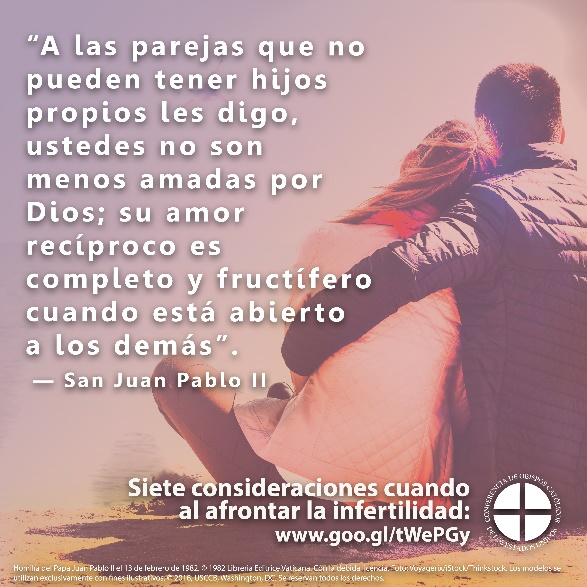 “A las parejas que no
pueden tener hijos
propios les digo,
ustedes no son
menos amadas por
Dios; su amor
recíproco es
completo y fructífero
cuando está abierto
a los demás”.
— San Juan Pablo II
Siete consideraciones cuando
al afrontar la infertilidad:
www.goo.gl/tWePGy
CONFERENCIA DE OBISPOS CATÓLICOS
DE LOS ESTADOS UNIDOS
Homilía del Papa Juan Pablo II el 13 de febrero de 1982, © 1982 Libreria Editrice Vaticana. Con la debida licencia. Foto: Voyagerix/iStock/Thinkstock. Los modelos se
utilizan exclusivamente con fines ilustrativos. © 2016, USCCB, Washington, DC. Se reservan todos los derechos.